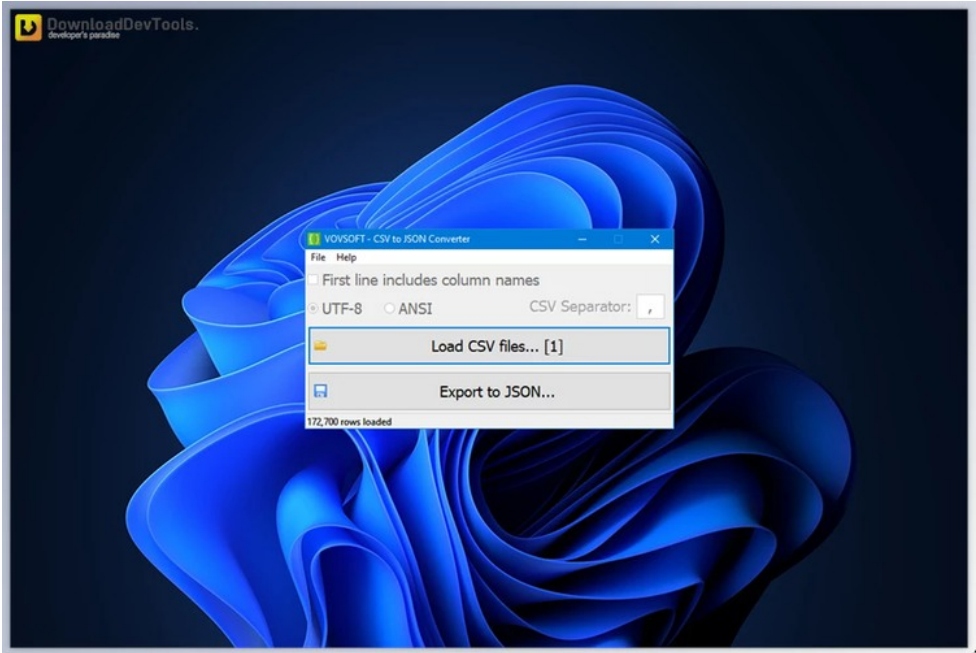 DownloadDevTools.
developer's paradise
VOVSOFT - CSV to JSON Converter
File Help
First line includes column names
UTF-8 ANSI CSV Separator: ,
Load CSV files... [1]
Export to JSON...
172,700 rows loaded